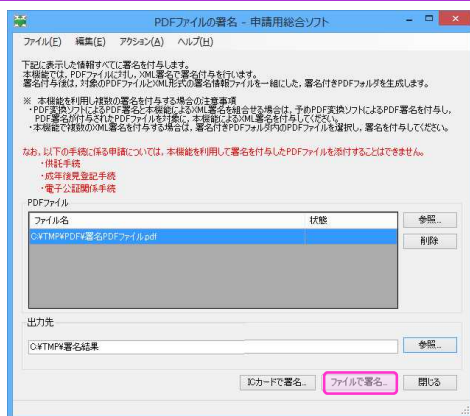 PDFファイルの署名 - 申請用総合ソフト
ファイル(F) 編集(E) アクション(A) ヘルプ(H)
下記に表示した情報すべてに署名を付与します。
本機能では、PDFファイルに対し、XML署名で署名付与を行います。
署名付与後は、対象のPDFファイルとXML形式の署名情報ファイルを一組にした、署名付きPDFフォルダを生成します。
※ 本機能を利用し複数の署名を付与する場合の注意事項
・PDF変換ソフトによるPDF署名と本機能によるXML署名を組合せる場合は、予めPDF変換ソフトによるPDF署名を付与し、
PDF署名が付与されたPDFファイルを対象に、本機能によるXML署名を付与してください。
・本機能で複数のXML署名を付与する場合は、署名付きPDFフォルダ内のPDFファイルを選択し、署名を付与してください。
なお、以下の手続に係る申請については、本機能を利用して署名を付与したPDFファイルを添付することはできません。
・供託手続
・成年後見登記手続
・電子公証関係手続
PDFファイル
ファイル名 状態 参照...
C:¥TMP¥PDF¥署名PDFファイル.pdf 削除
出力先
C:¥TMP¥署名結果 参照...
ICカードで署名... ファイルで署名... 閉じる